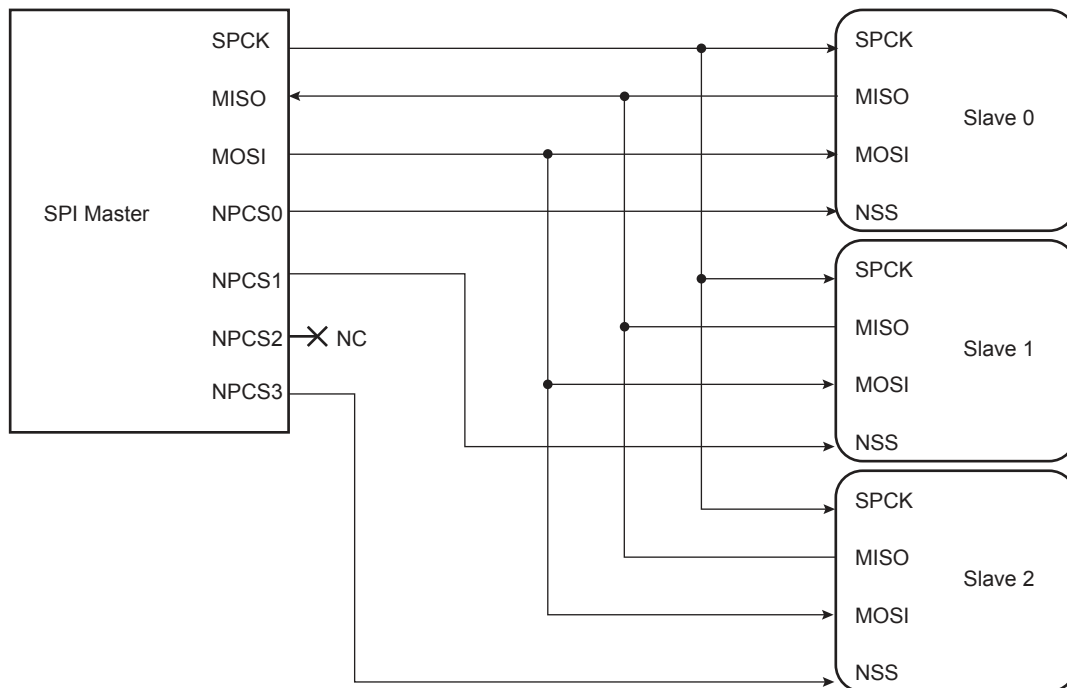 SPI Master
SPCK
MISO
MOSI
NPCS0
NPCS1
NPCS2
NC
NPCS3
SPCK
MISO
Slave 0
MOSI
NSS
SPCK
MISO
Slave 1
MOSI
NSS
SPCK
MISO
Slave 2
MOSI
NSS